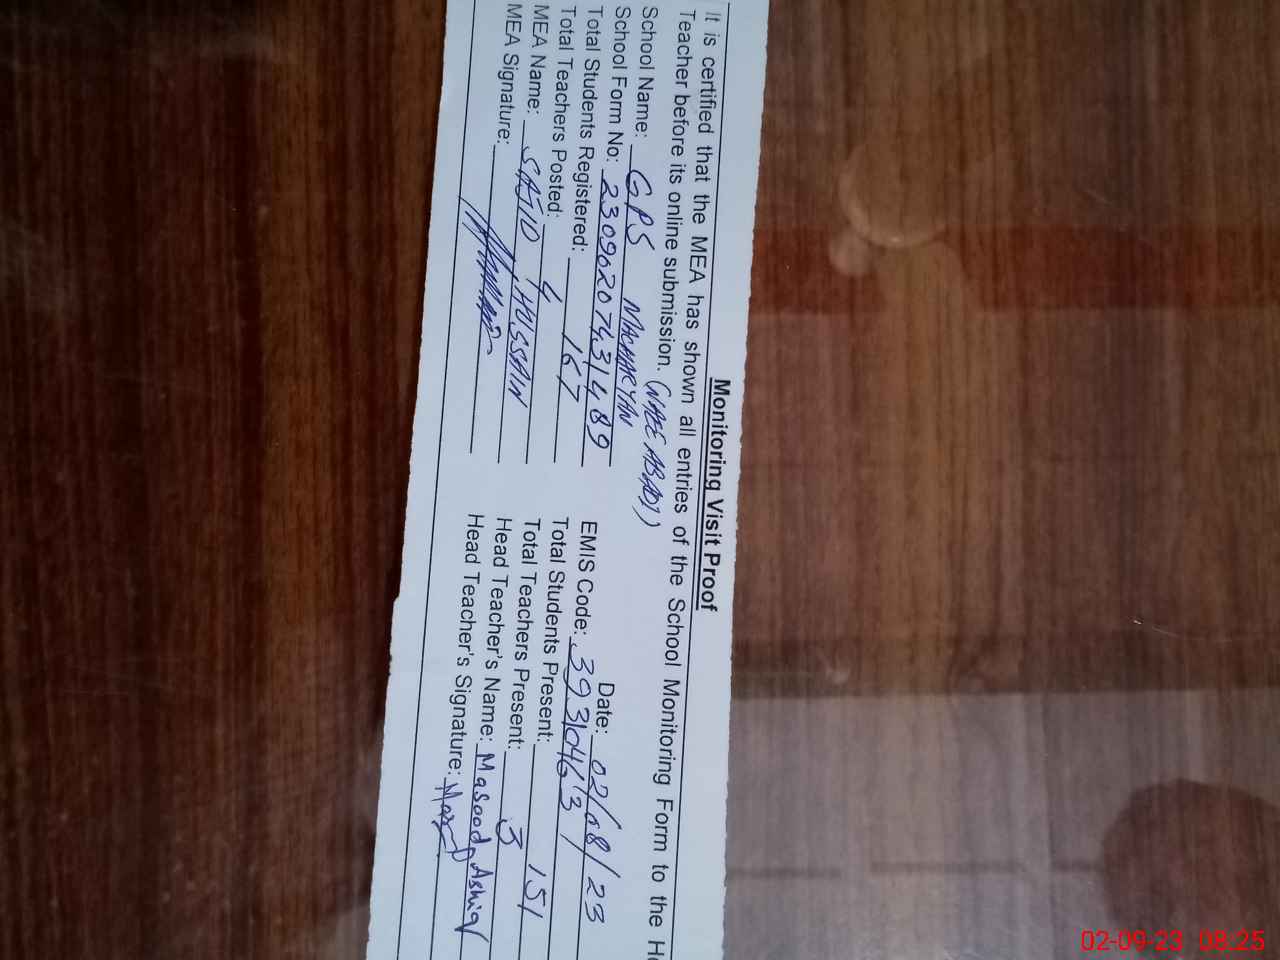 Monitoring Visit Proof
It is certified that the MEA has shown all entries of the School Monitoring Form to the He
Teacher before its online submission.
School Name: GPS MACHARYAN Date: 02/08/23
School Form No: 23090207431489 EMIS Code: 39310463
Total Students Registered: 167 Total Students Present: 151
Total Teachers Posted: 4 Total Teachers Present: 3
MEA Name: SAJID HUSSAIN Head Teacher's Name: Masood Ashiq
MEA Signature: Head Teacher's Signature:
02-09-23 08:25